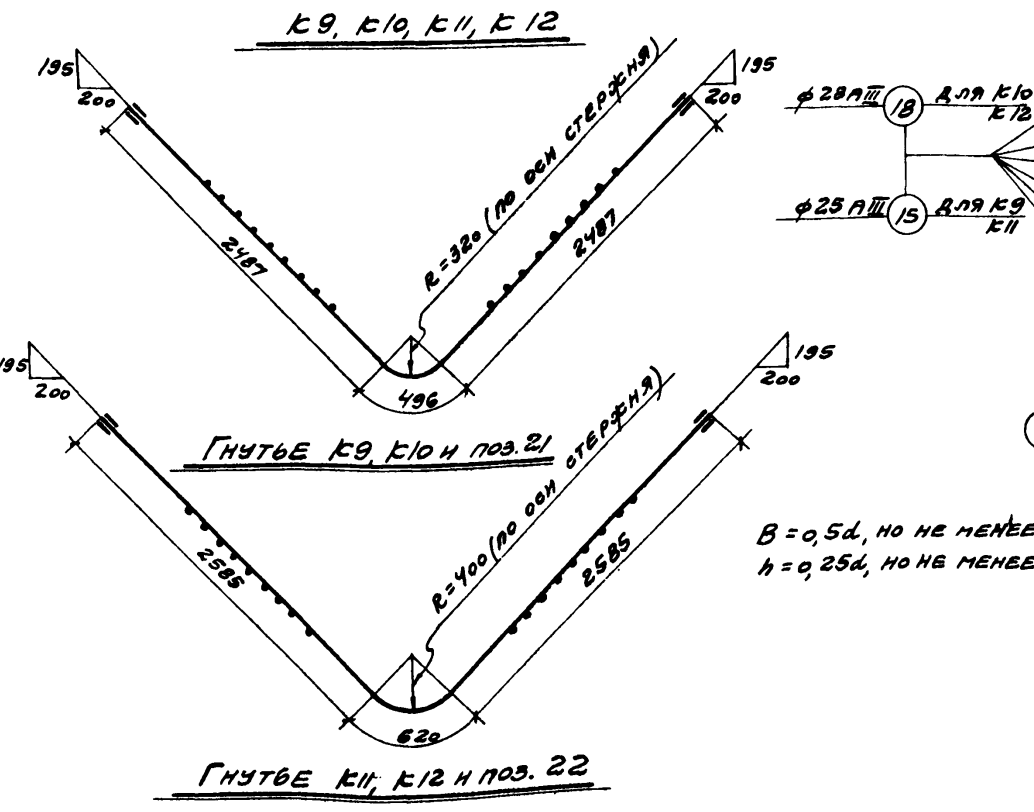 К9, К10, К11, К12
195
200
195
200
R=320 (по оси стержня)
2487
2487
496
φ28АIII 18 для К10
К12
φ25АIII 15 для К9
К11
Гнутье К9, К10 и поз. 21
195
200
195
200
R=400 (по оси стержня)
2585
2585
620
В=0,5d, но не менее
h=0,25d, но не менее
Гнутье К11, К12 и поз. 22